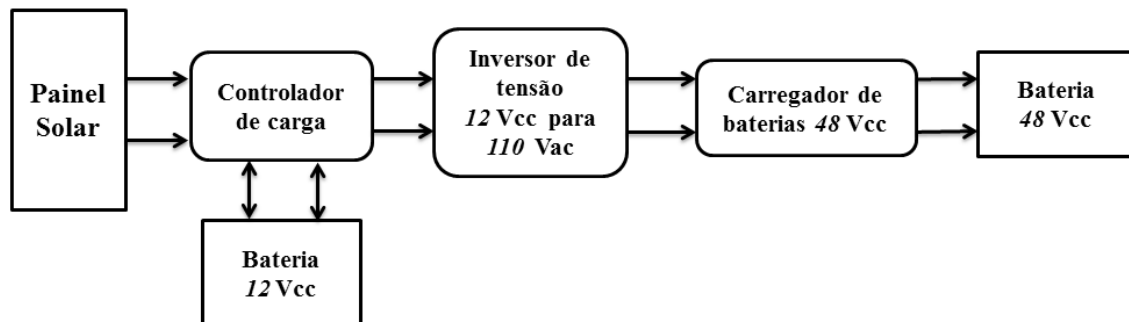 Painel
Solar
Controlador
de carga
Inversor de
tensão
12 Vcc para
110 Vac
Carregador de
baterias 48 Vcc
Bateria
48 Vcc
Bateria
12 Vcc